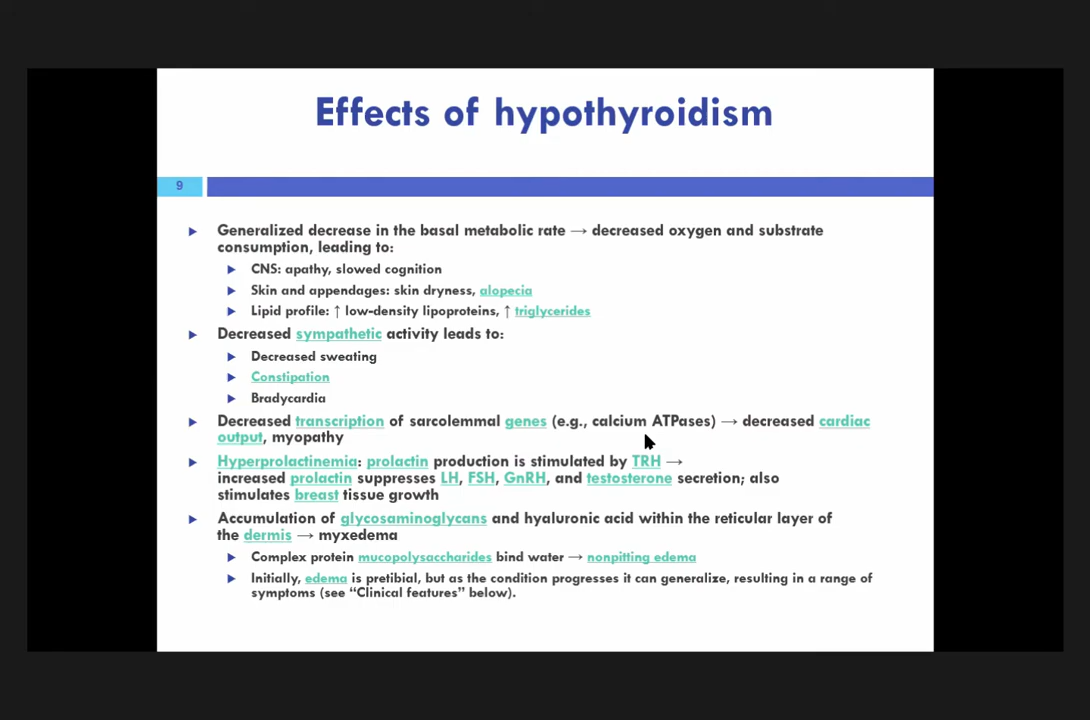 Effects of hypothyroidism
9
Generalized decrease in the basal metabolic rate → decreased oxygen and substrate
consumption, leading to:
CNS: apathy, slowed cognition
Skin and appendages: skin dryness, alopecia
Lipid profile: ↑ low-density lipoproteins, ↑ triglycerides
Decreased sympathetic activity leads to:
Decreased sweating
Constipation
Bradycardia
Decreased transcription of sarcolemmal genes (e.g., calcium ATPases) → decreased cardiac
output, myopathy
Hyperprolactinemia: prolactin production is stimulated by TRH →
increased prolactin suppresses LH, FSH, GnRH, and testosterone secretion; also
stimulates breast tissue growth
Accumulation of glycosaminoglycans and hyaluronic acid within the reticular layer of
the dermis → myxedema
Complex protein mucopolysaccharides bind water → nonpitting edema
Initially, edema is pretibial, but as the condition progresses it can generalize, resulting in a range of
symptoms (see “Clinical features” below).